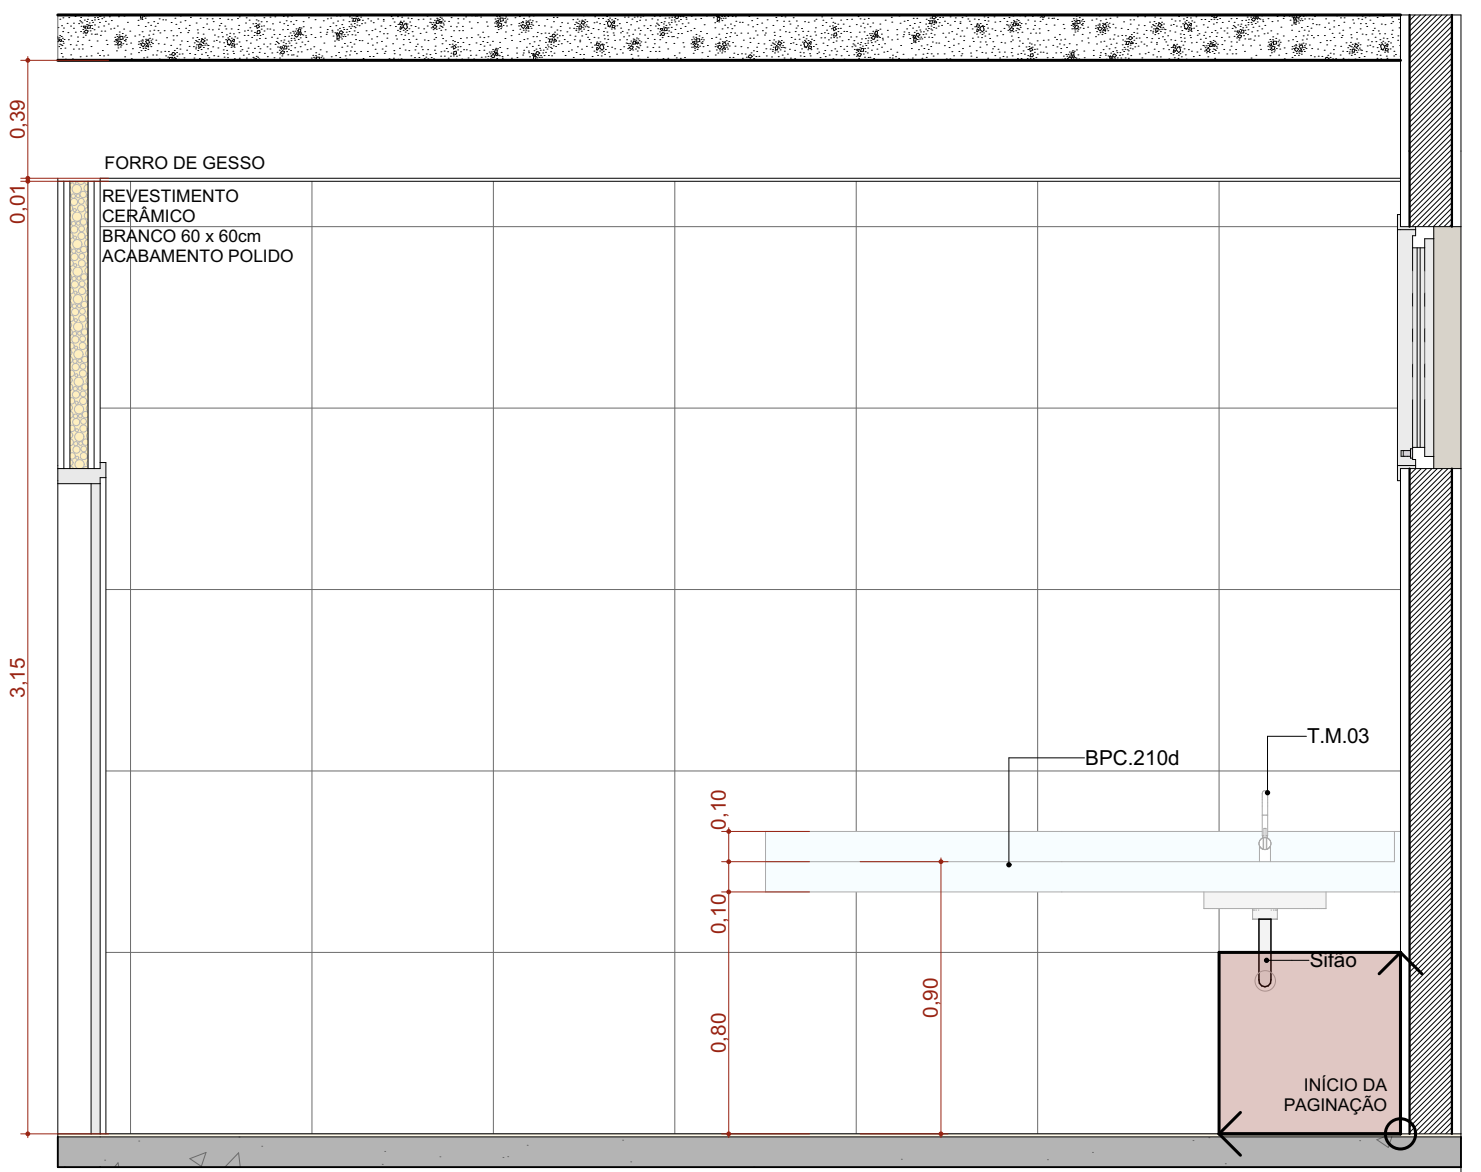 0,39
FORRO DE GESSO
0,01
REVESTIMENTO
CERÂMICO
BRANCO 60 x 60cm
ACABAMENTO POLIDO
3,15
T.M.03
BPC.210d
0,10
0,10
Sifão
0,90
0,80
INÍCIO DA
PAGINAÇÃO